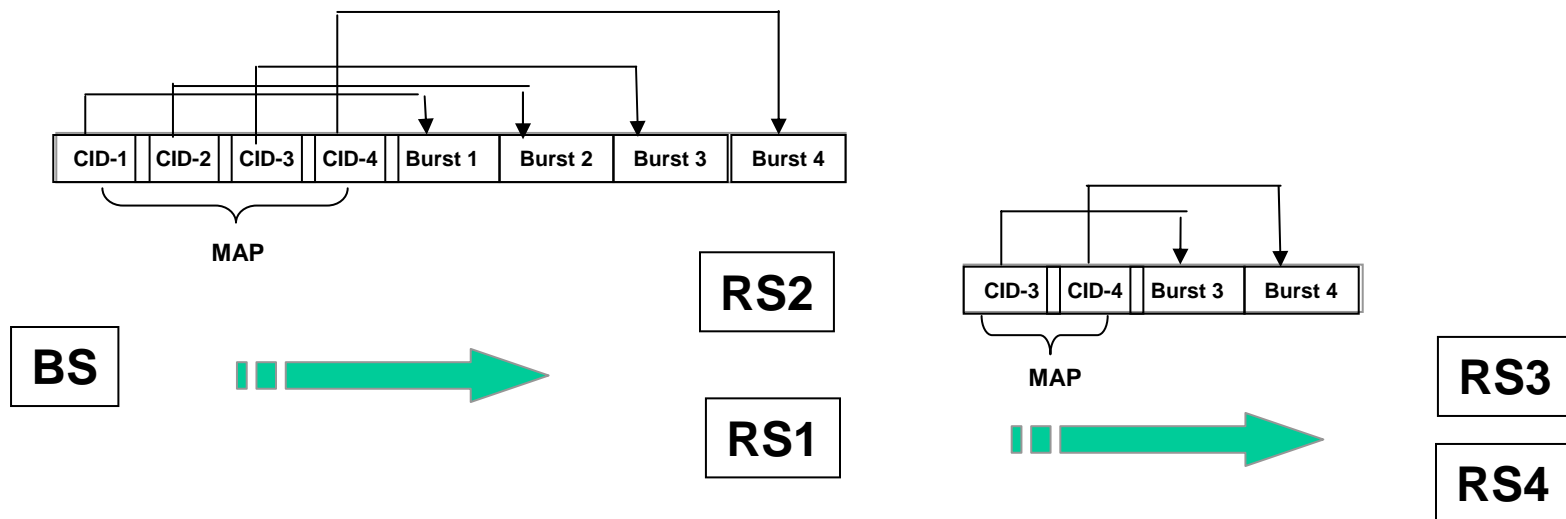 CID-1 CID-2 CID-3 CID-4 Burst 1 Burst 2 Burst 3 Burst 4
MAP
RS2
CID-3 CID-4 Burst 3 Burst 4
MAP
BS
RS3
RS1
RS4